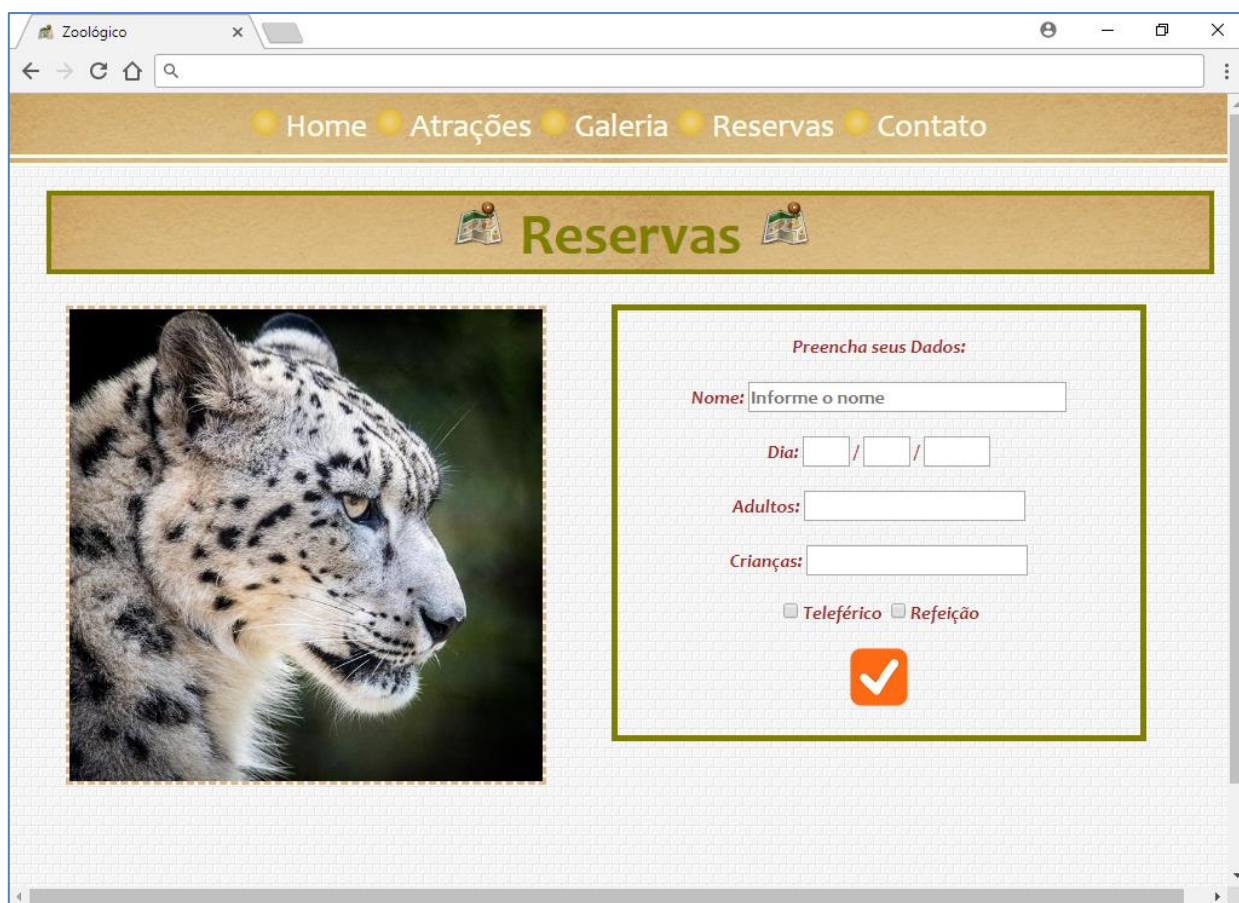 Zoológico
Home Atrações Galeria Reservas Contato
Reservas
Preencha seus Dados:
Nome: Informe o nome
Dia: / /
Adultos:
Crianças:
Teleférico Refeição